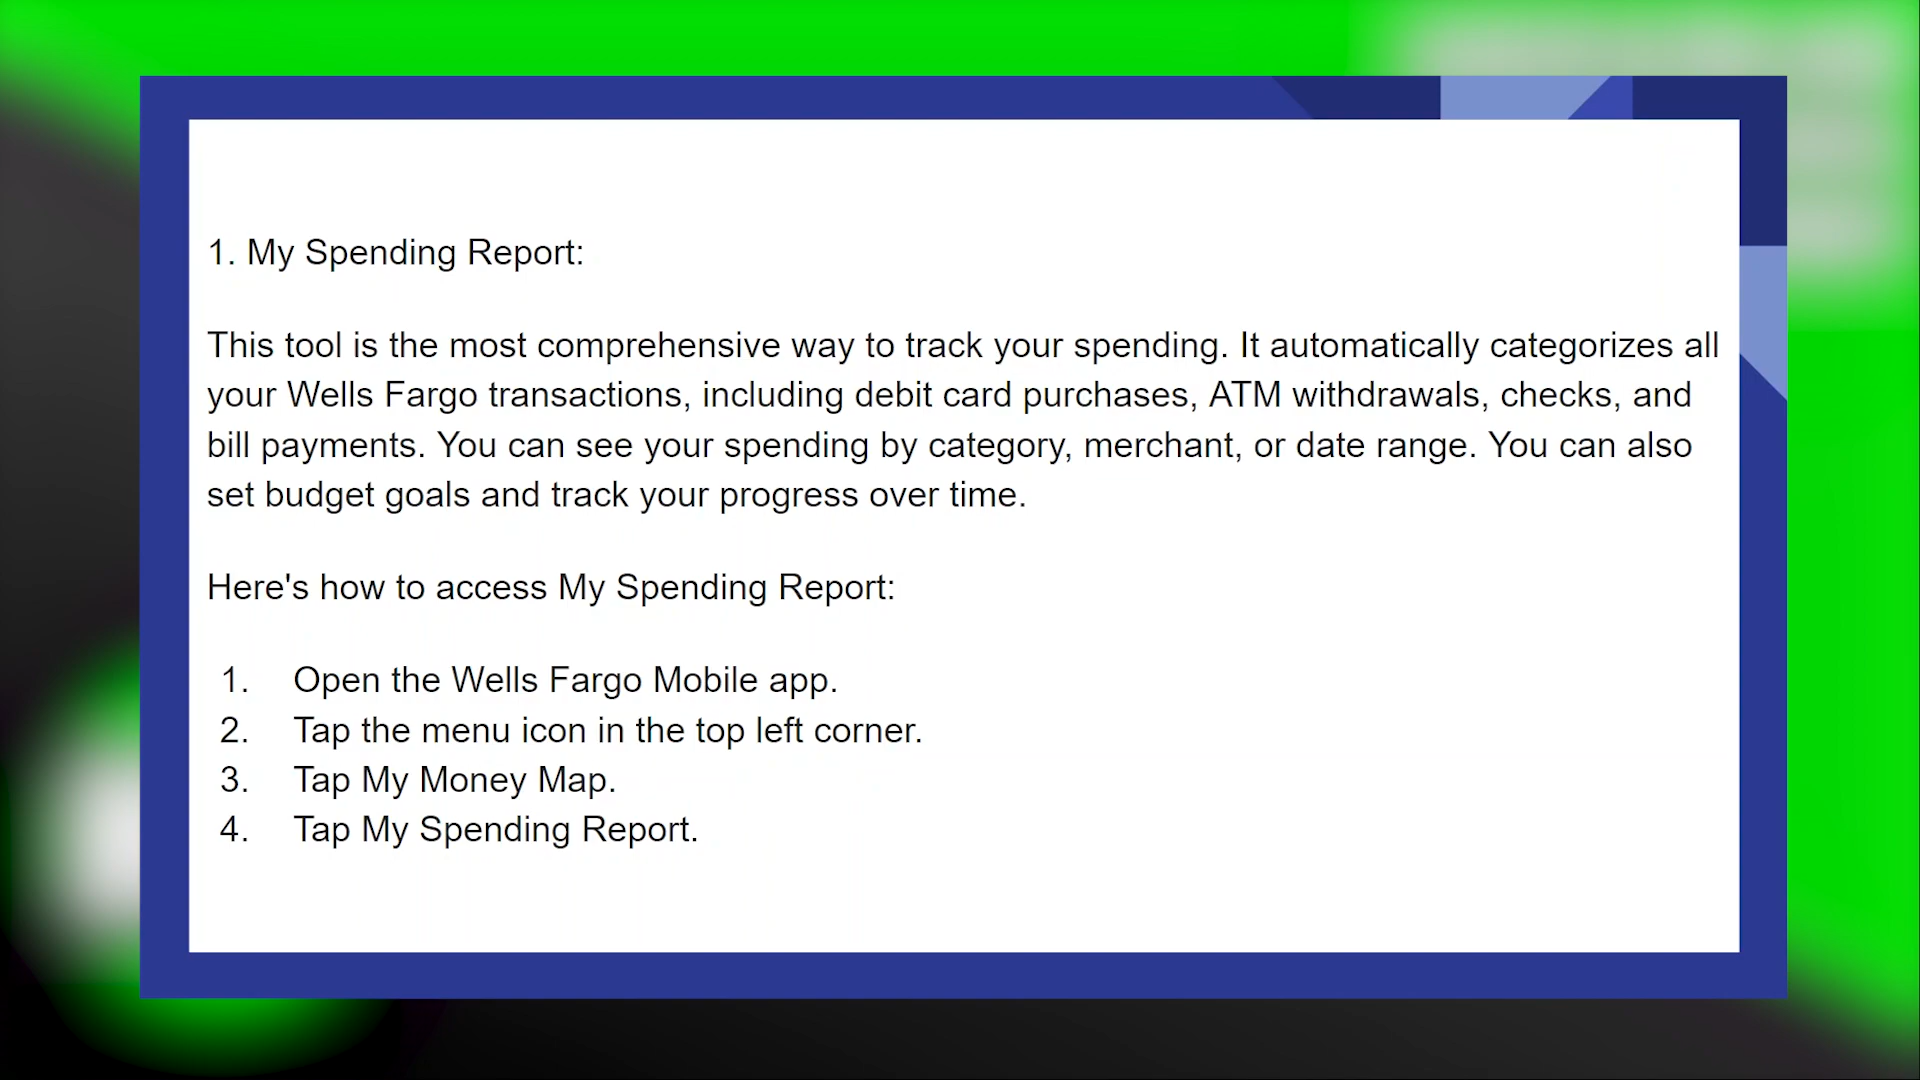 1. My Spending Report:
This tool is the most comprehensive way to track your spending. It automatically categorizes all
your Wells Fargo transactions, including debit card purchases, ATM withdrawals, checks, and
bill payments. You can see your spending by category, merchant, or date range. You can also
set budget goals and track your progress over time.
Here's how to access My Spending Report:
1. Open the Wells Fargo Mobile app.
2. Tap the menu icon in the top left corner.
3. Tap My Money Map.
4. Tap My Spending Report.